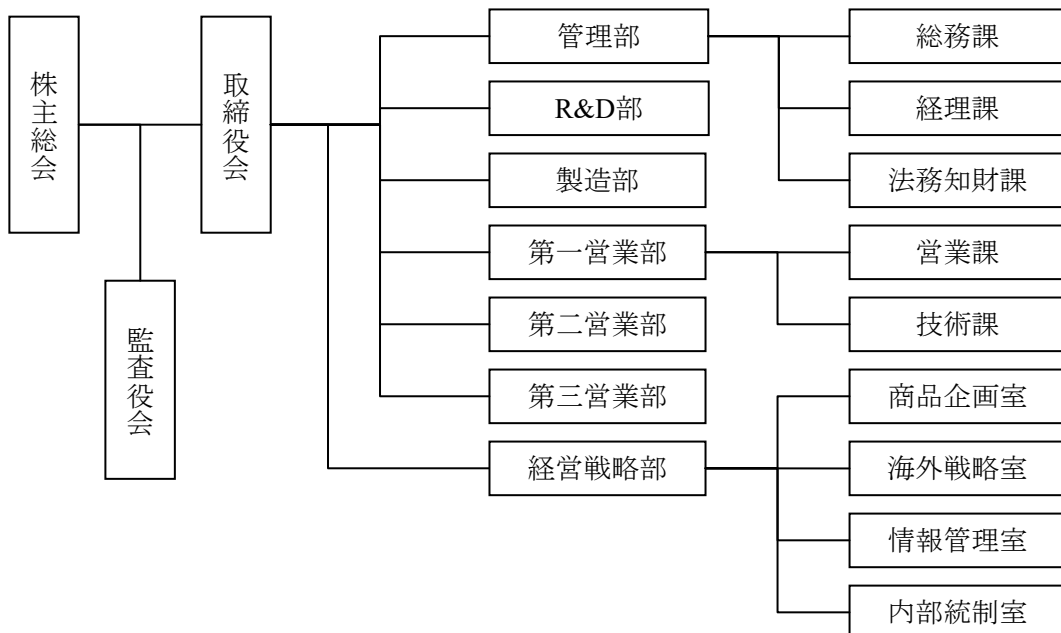 株主総会
取締役会
監査役会
管理部
R&D部
製造部
第一営業部
第二営業部
第三営業部
経営戦略部
総務課
経理課
法務知財課
営業課
技術課
商品企画室
海外戦略室
情報管理室
内部統制室